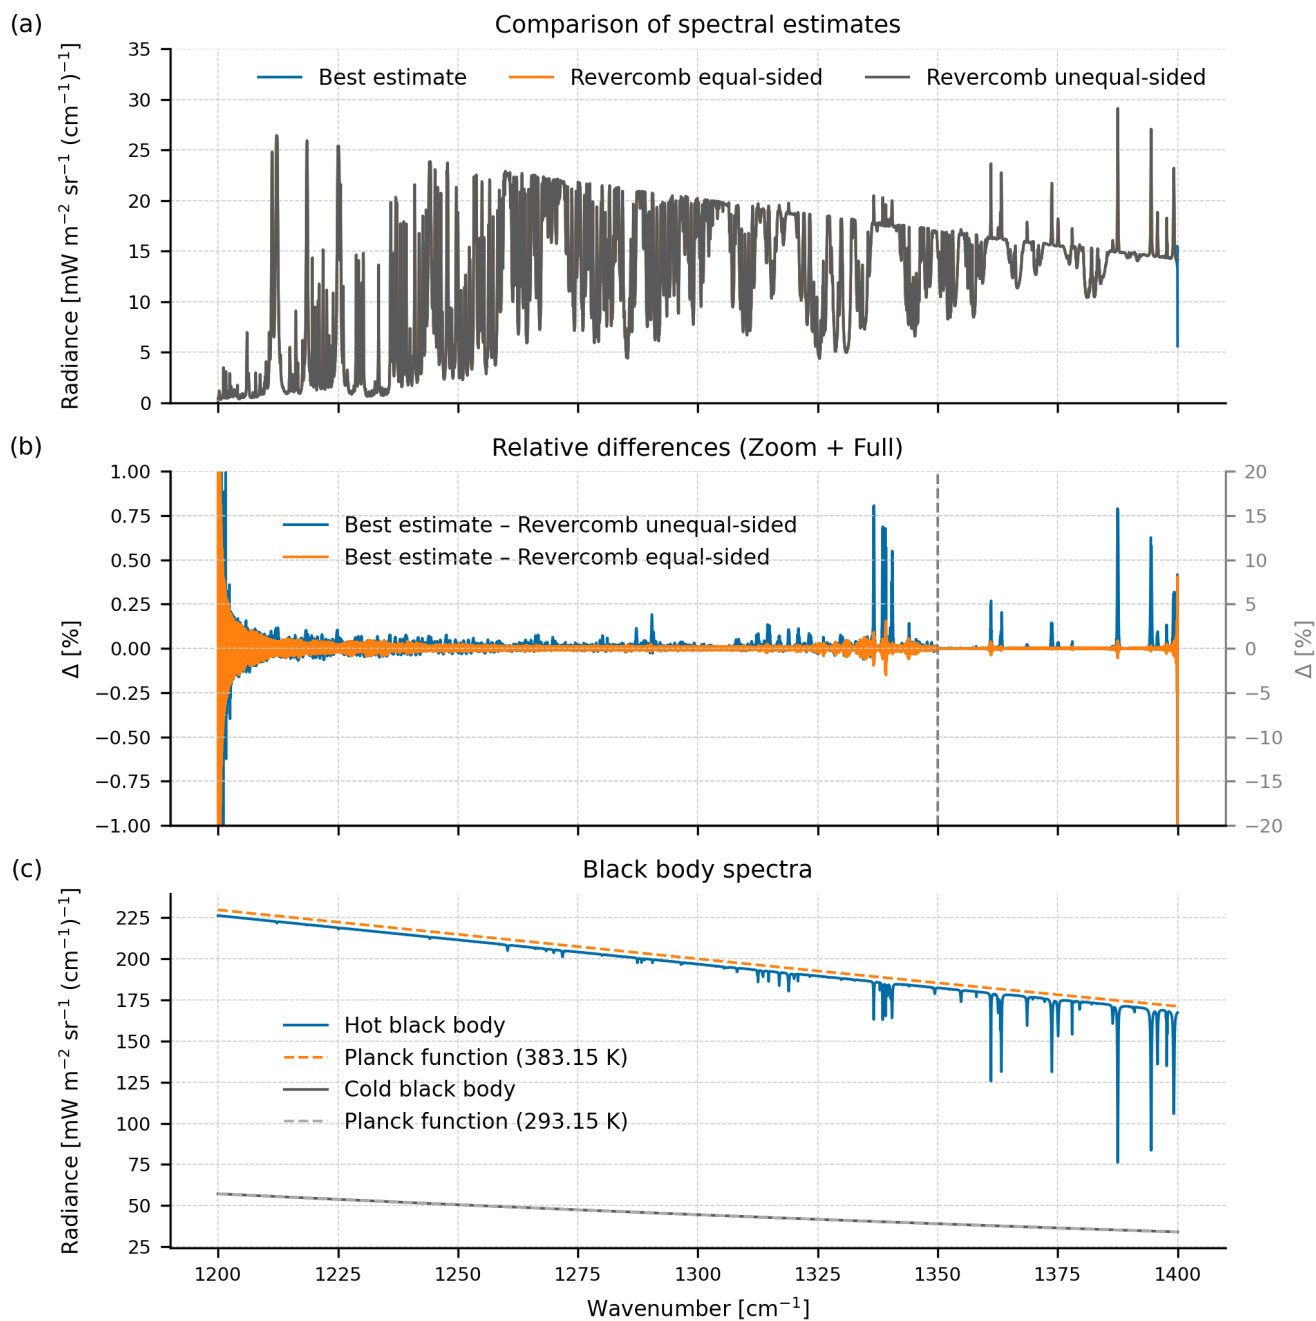 (a)
Comparison of spectral estimates
Radiance [mW m⁻² sr⁻¹ (cm⁻¹)⁻¹]
35
30
25
20
15
10
5
0
Best estimate
Revercomb equal-sided
Revercomb unequal-sided
(b)
Relative differences (Zoom + Full)
Δ [%]
1.00
0.75
0.50
0.25
0.00
−0.25
−0.50
−0.75
−1.00
Best estimate – Revercomb unequal-sided
Best estimate – Revercomb equal-sided
20
15
10
5
0
−5
−10
−15
−20
Δ [%]
(c)
Black body spectra
Radiance [mW m⁻² sr⁻¹ (cm⁻¹)⁻¹]
225
200
175
150
125
100
75
50
25
Hot black body
Planck function (383.15 K)
Cold black body
Planck function (293.15 K)
1200 1225 1250 1275 1300 1325 1350 1375 1400
Wavenumber [cm⁻¹]